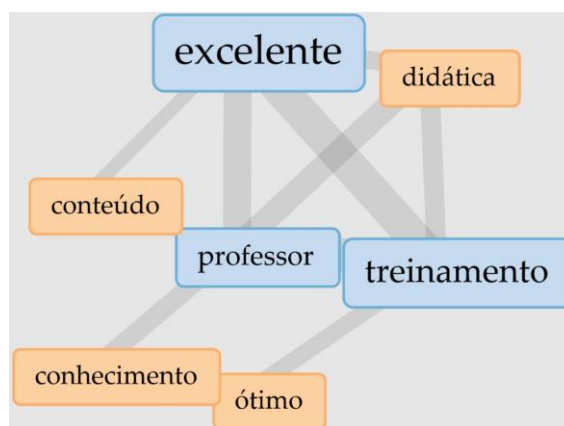 excelente
didática
conteúdo
professor
treinamento
conhecimento
ótimo